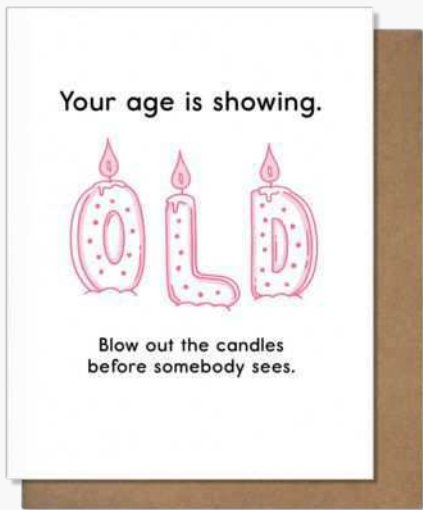 Your age is showing.
OLD
Blow out the candles
before somebody sees.